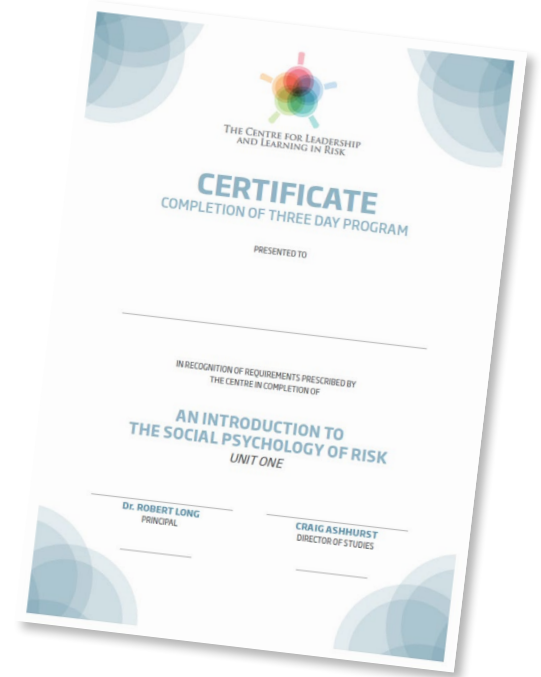 THE CENTRE FOR LEADERSHIP
AND LEARNING IN RISK
CERTIFICATE
COMPLETION OF THREE DAY PROGRAM
PRESENTED TO
IN RECOGNITION OF REQUIREMENTS PRESCRIBED BY
THE CENTRE IN COMPLETION OF
AN INTRODUCTION TO
THE SOCIAL PSYCHOLOGY OF RISK
UNIT ONE
Dr. ROBERT LONG
PRINCIPAL
CRAIG ASHHURST
DIRECTOR OF STUDIES